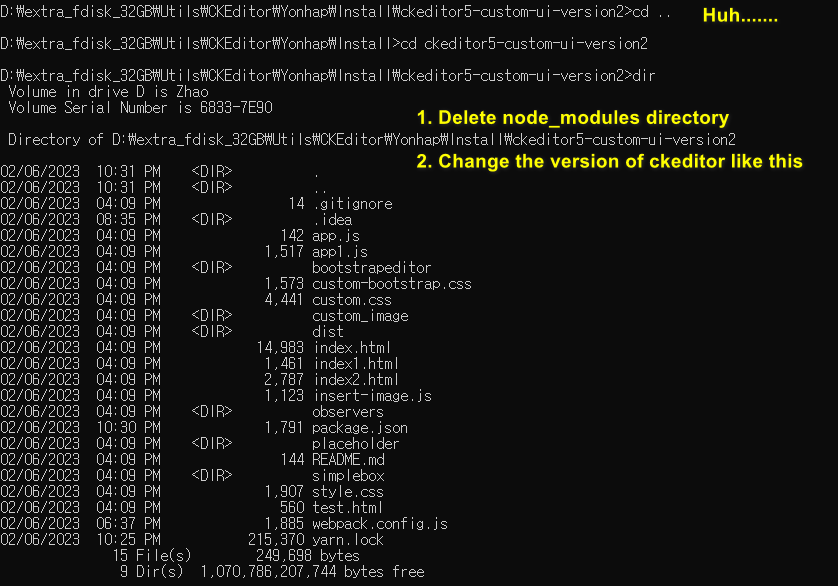 D:₩extra_fdisk_32GB₩Utils₩CKEditor₩Yonhap₩Install₩ckeditor5-custom-ui-version2>cd ..
Huh.......
D:₩extra_fdisk_32GB₩Utils₩CKEditor₩Yonhap₩Install>cd ckeditor5-custom-ui-version2
D:₩extra_fdisk_32GB₩Utils₩CKEditor₩Yonhap₩Install₩ckeditor5-custom-ui-version2>dir
Volume in drive D is Zhao
Volume Serial Number is 6833-7E90
1. Delete node_modules directory
Directory of D:₩extra_fdisk_32GB₩Utils₩CKEditor₩Yonhap₩Install₩ckeditor5-custom-ui-version2
2. Change the version of ckeditor like this
02/06/2023 10:31 PM <DIR> .
02/06/2023 10:31 PM <DIR> ..
02/06/2023 04:09 PM 14 .gitignore
02/06/2023 08:35 PM <DIR> .idea
02/06/2023 04:09 PM 142 app.js
02/06/2023 04:09 PM 1,517 app1.js
02/06/2023 04:09 PM <DIR> bootstrapeditor
02/06/2023 04:09 PM 1,573 custom-bootstrap.css
02/06/2023 04:09 PM 4,441 custom.css
02/06/2023 04:09 PM <DIR> custom_image
02/06/2023 04:09 PM <DIR> dist
02/06/2023 04:09 PM 14,983 index.html
02/06/2023 04:09 PM 1,461 index1.html
02/06/2023 04:09 PM 2,787 index2.html
02/06/2023 04:09 PM 1,123 insert-image.js
02/06/2023 04:09 PM <DIR> observers
02/06/2023 10:30 PM 1,791 package.json
02/06/2023 04:09 PM <DIR> placeholder
02/06/2023 04:09 PM 144 README.md
02/06/2023 04:09 PM <DIR> simplebox
02/06/2023 04:09 PM 1,907 style.css
02/06/2023 04:09 PM 560 test.html
02/06/2023 06:37 PM 1,885 webpack.config.js
02/06/2023 10:25 PM 215,370 yarn.lock
15 File(s) 249,698 bytes
9 Dir(s) 1,070,786,207,744 bytes free